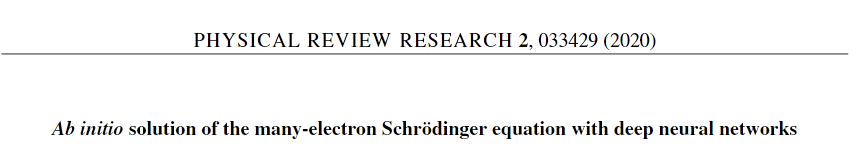 PHYSICAL REVIEW RESEARCH 2, 033429 (2020)
Ab initio solution of the many-electron Schrödinger equation with deep neural networks